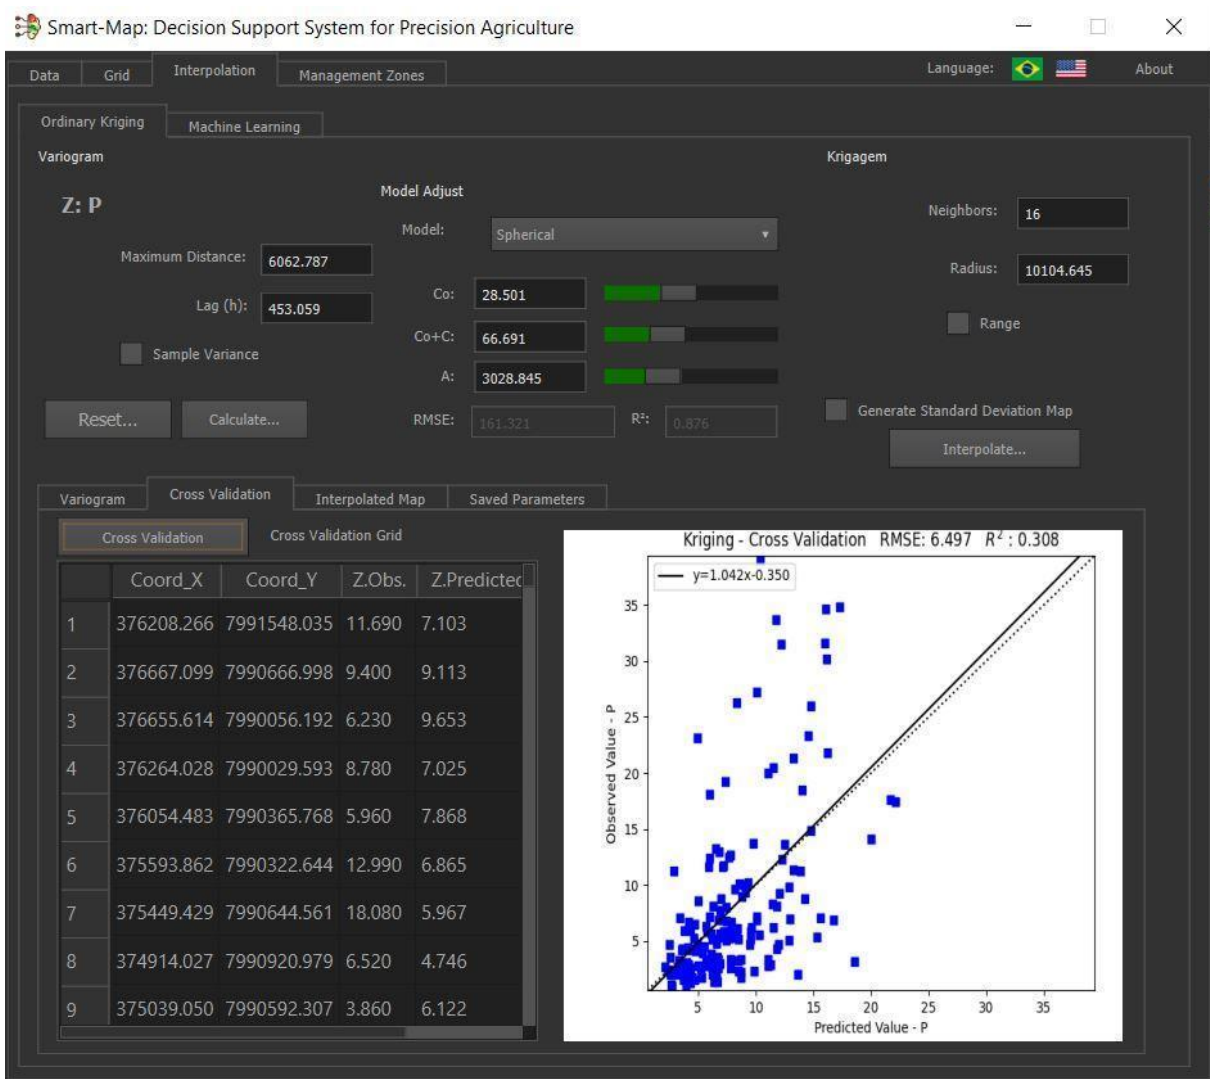 Smart-Map: Decision Support System for Precision Agriculture
Data Grid Interpolation Management Zones Language: About
Ordinary Kriging Machine Learning
Variogram Krigagem
Z: P Model Adjust
Model: Spherical
Neighbors: 16
Maximum Distance: 6062.787
Radius: 10104.645
Lag (h): 453.059
Co: 28.501
Range
Co+C: 66.691
Sample Variance
A: 3028.845
Reset... Calculate... RMSE: 161.321 R²: 0.876
Generate Standard Deviation Map
Interpolate...
Variogram Cross Validation Interpolated Map Saved Parameters
Cross Validation Cross Validation Grid
Coord_X Coord_Y Z.Obs. Z.Predicted
1 376208.266 7991548.035 11.690 7.103
2 376667.099 7990666.998 9.400 9.113
3 376655.614 7990056.192 6.230 9.653
4 376264.028 7990029.593 8.780 7.025
5 376054.483 7990365.768 5.960 7.868
6 375593.862 7990322.644 12.990 6.865
7 375449.429 7990644.561 18.080 5.967
8 374914.027 7990920.979 6.520 4.746
9 375039.050 7990592.307 3.860 6.122
Kriging - Cross Validation RMSE: 6.497 R² : 0.308
y=1.042x-0.350
35
30
25
20
15
10
5
Observed Value - P
5 10 15 20 25 30 35
Predicted Value - P